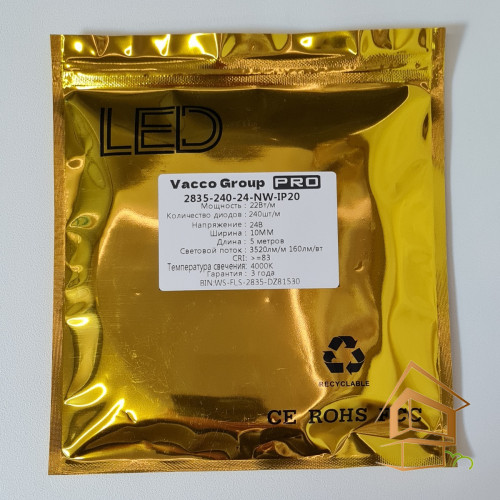 LED
Vacco Group PRO
2835-240-24-NW-IP20
Мощность : 22Вт/м
Количество диодов : 240шт/м
Напряжение : 24В
Ширина : 10ММ
Длина : 5 метров
Световой поток : 3520лм/м 160лм/вт
CRI: >=83
Температура свечения: 4000К
Гарантия : 3 года
BIN:WS-FLS-2835-DZ81530
RECYCLABLE
CE ROHS FCC